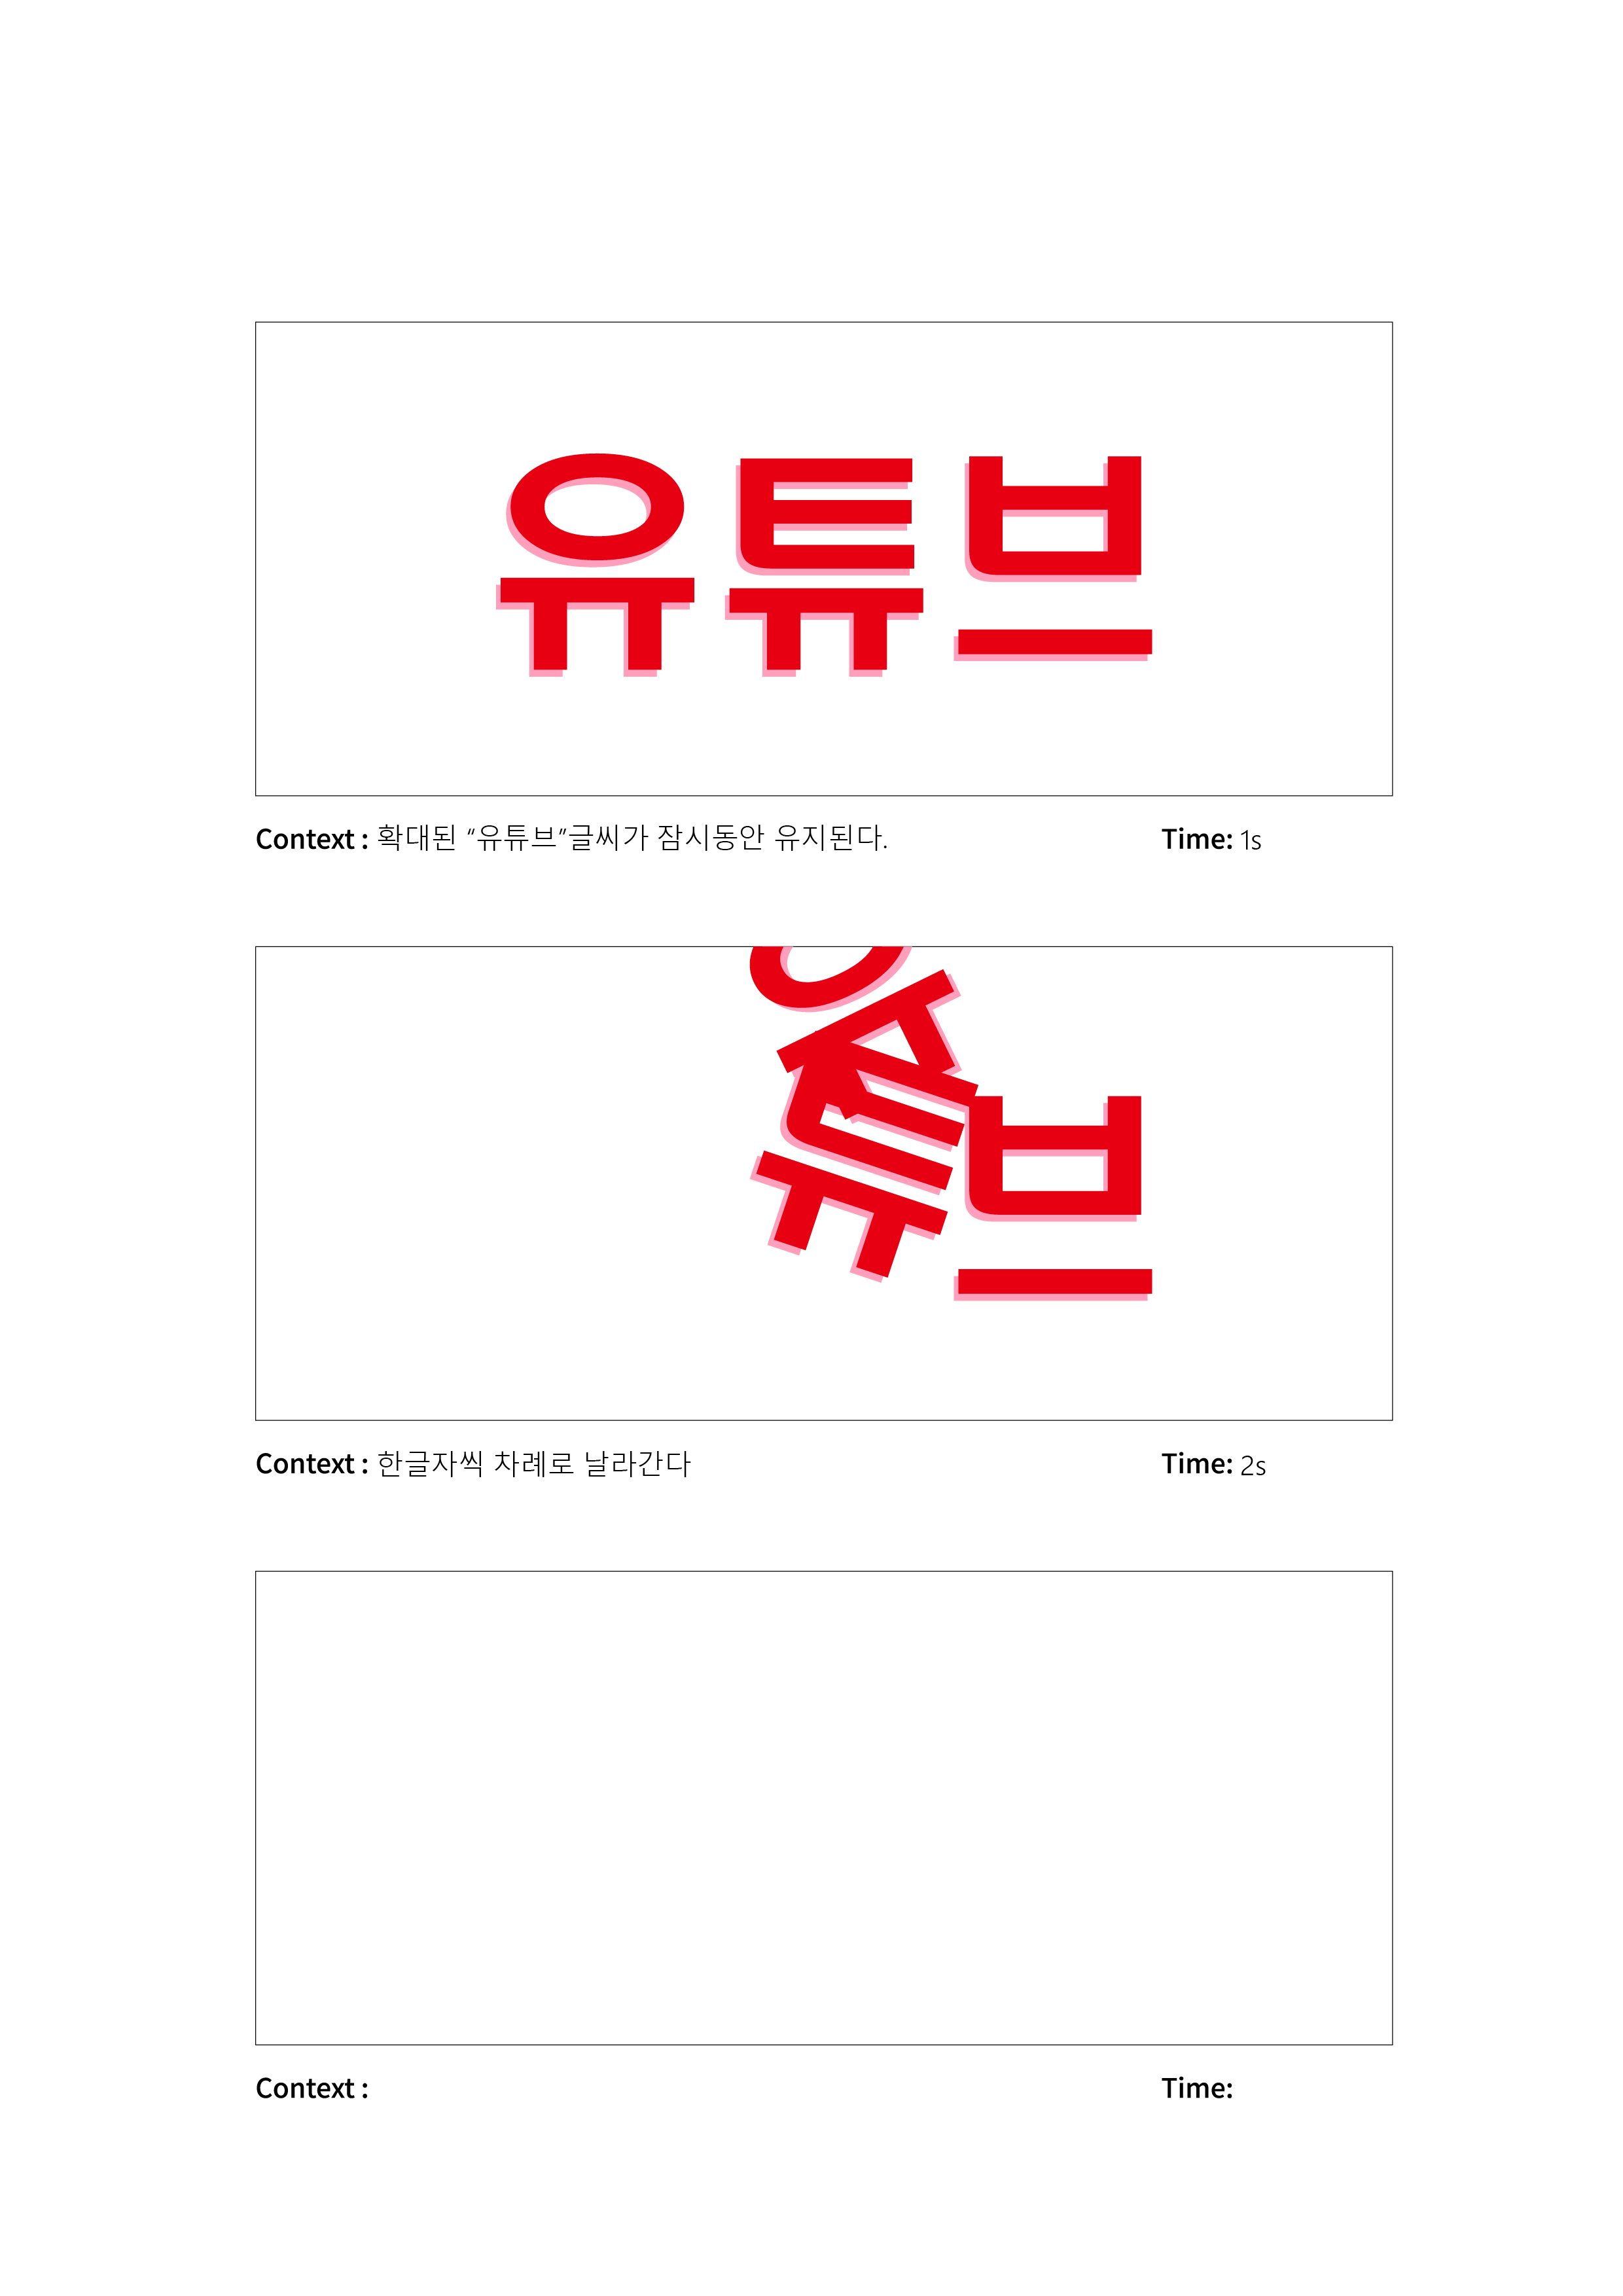 유튜브
Context : 확대된 “유튜브”글씨가 잠시동안 유지된다.
Time: 1s
유튜브
Context : 한글자씩 차례로 날라간다
Time: 2s
Context :
Time: